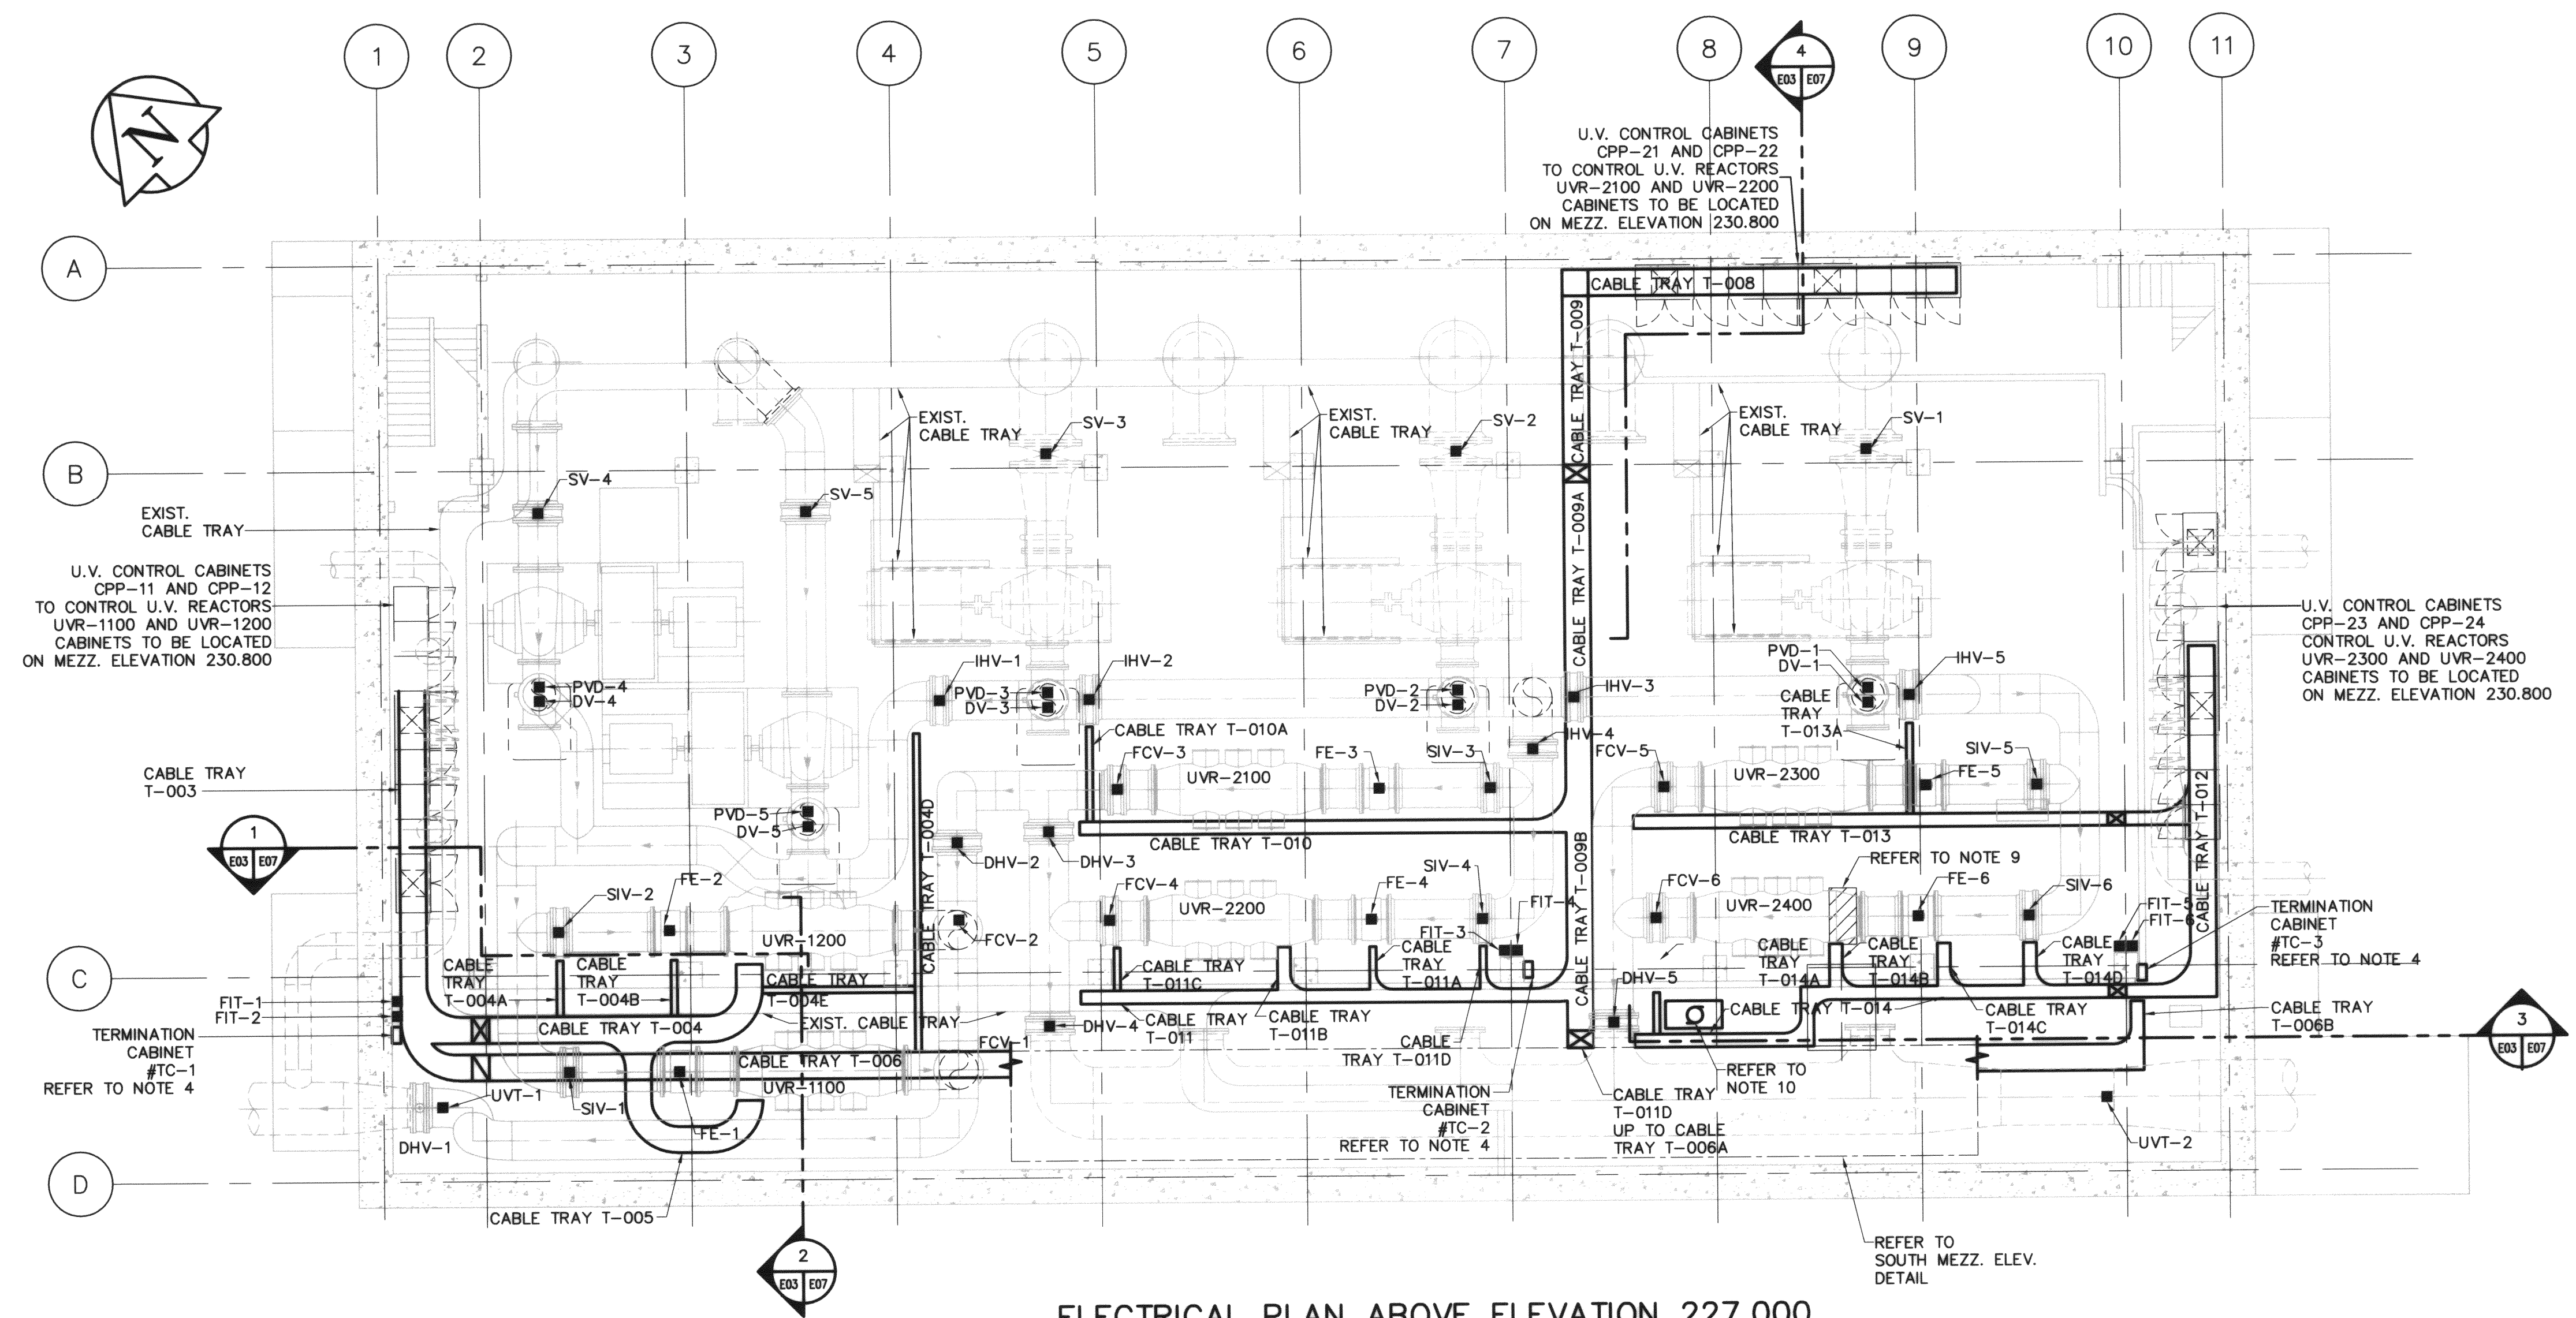 1 2 3 4 5 6 7 8 9 10 11
N
4
E03 E07
U.V. CONTROL CABINETS
CPP-21 AND CPP-22
TO CONTROL U.V. REACTORS
UVR-2100 AND UVR-2200
CABINETS TO BE LOCATED
ON MEZZ. ELEVATION 230.800
A
CABLE TRAY T-008
CABLE TRAY T-009
EXIST.
CABLE TRAY
SV-3
EXIST.
CABLE TRAY
SV-2
EXIST.
CABLE TRAY
SV-1
B
SV-4
SV-5
EXIST.
CABLE TRAY
CABLE TRAY T-009A
U.V. CONTROL CABINETS
CPP-11 AND CPP-12
TO CONTROL U.V. REACTORS
UVR-1100 AND UVR-1200
CABINETS TO BE LOCATED
ON MEZZ. ELEVATION 230.800
U.V. CONTROL CABINETS
CPP-23 AND CPP-24
CONTROL U.V. REACTORS
UVR-2300 AND UVR-2400
CABINETS TO BE LOCATED
ON MEZZ. ELEVATION 230.800
PVD-4
DV-4
IHV-1
PVD-3
DV-3
IHV-2
PVD-2
DV-2
IHV-3
PVD-1
DV-1
CABLE
TRAY
T-013A
IHV-5
CABLE TRAY T-010A
IHV-4
CABLE TRAY
T-003
FCV-3
UVR-2100
FE-3
SIV-3
FCV-5
UVR-2300
FE-5
SIV-5
CABLE TRAY T-012
PVD-5
DV-5
CABLE TRAY T-004D
CABLE TRAY T-010
CABLE TRAY T-013
1
E03 E07
DHV-2
DHV-3
CABLE TRAY T-009B
REFER TO NOTE 9
SIV-2
FE-2
UVR-1200
FCV-2
FCV-4
UVR-2200
FE-4
SIV-4
FIT-4
FIT-3
FCV-6
UVR-2400
FE-6
SIV-6
FIT-5
FIT-6
TERMINATION
CABINET
#TC-3
REFER TO NOTE 4
C
CABLE
TRAY
T-004A
CABLE
TRAY
T-004B
CABLE TRAY
T-004E
CABLE TRAY
T-011C
CABLE
TRAY
T-011A
CABLE
TRAY
T-014A
CABLE
TRAY
T-014B
CABLE
TRAY
T-014D
DHV-5
FIT-1
FIT-2
CABLE TRAY T-004
EXIST. CABLE TRAY
CABLE TRAY
T-011
CABLE TRAY
T-011B
CABLE
TRAY T-011D
CABLE TRAY T-014
CABLE TRAY
T-014C
CABLE TRAY
T-006B
DHV-4
FCV-1
TERMINATION
CABINET
#TC-1
REFER TO NOTE 4
CABLE TRAY T-006
UVR-1100
UVT-1
SIV-1
FE-1
DHV-1
TERMINATION
CABINET
#TC-2
REFER TO NOTE 4
CABLE TRAY
T-011D
UP TO CABLE
TRAY T-006A
REFER TO
NOTE 10
3
E03 E07
UVT-2
D
CABLE TRAY T-005
2
E03 E07
REFER TO
SOUTH MEZZ. ELEV.
DETAIL
ELECTRICAL PLAN ABOVE ELEVATION 227.000